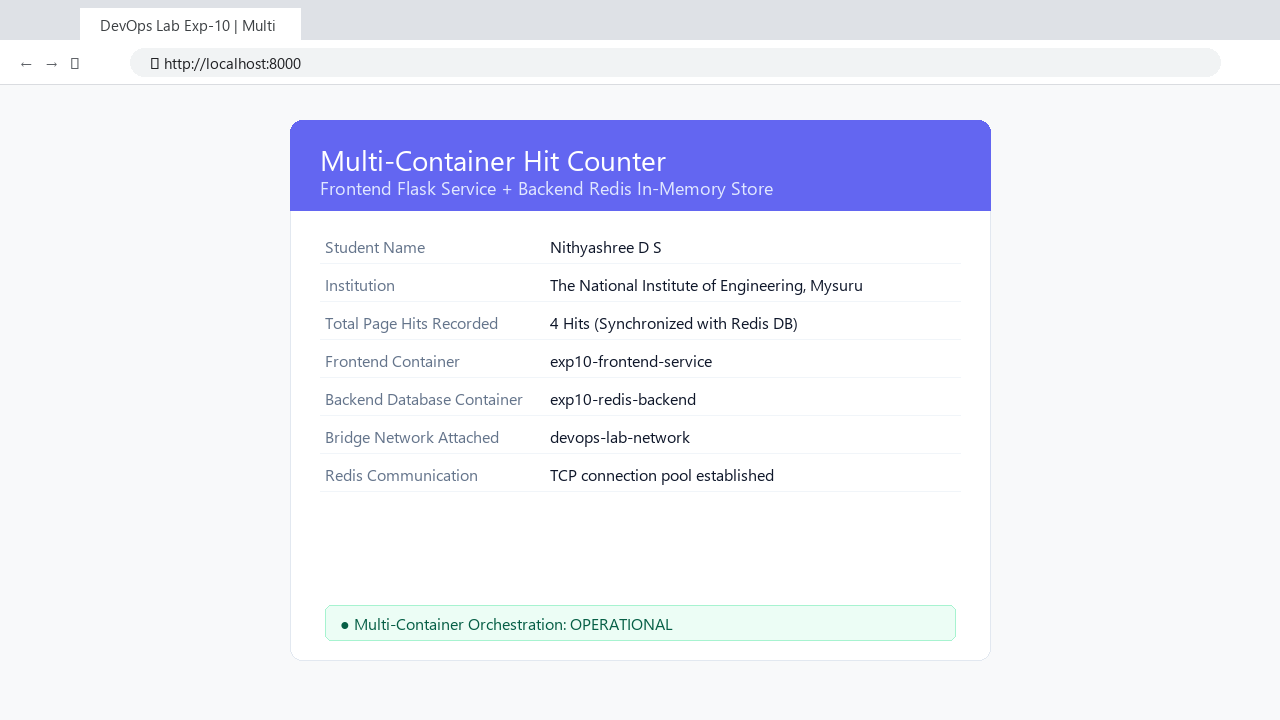 DevOps Lab Exp-10 | Multi
← → 
http://localhost:8000
Multi-Container Hit Counter
Frontend Flask Service + Backend Redis In-Memory Store
Student Name Nithyashree D S
Institution The National Institute of Engineering, Mysuru
Total Page Hits Recorded 4 Hits (Synchronized with Redis DB)
Frontend Container exp10-frontend-service
Backend Database Container exp10-redis-backend
Bridge Network Attached devops-lab-network
Redis Communication TCP connection pool established
● Multi-Container Orchestration: OPERATIONAL